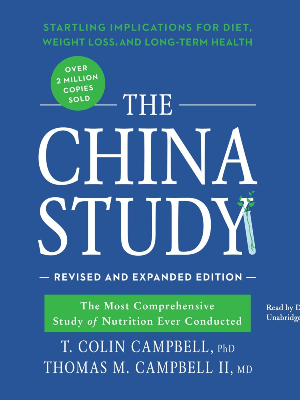 STARTLING IMPLICATIONS FOR DIET,
WEIGHT LOSS, AND LONG-TERM HEALTH
OVER
2 MILLION
COPIES
SOLD
THE
CHINA
STUDY
REVISED AND EXPANDED EDITION
The Most Comprehensive
Study of Nutrition Ever Conducted
Read by
T. COLIN CAMPBELL, PhD
THOMAS M. CAMPBELL II, MD